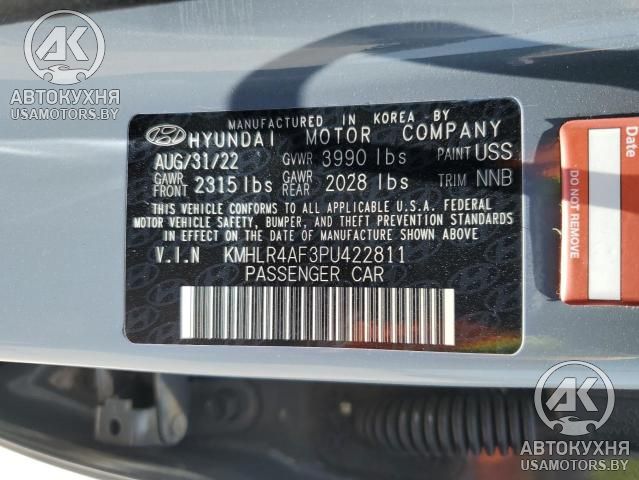 AK
АВТОКУХНЯ
USAMOTORS.BY
MANUFACTURED IN KOREA BY
HYUNDAI MOTOR COMPANY
AUG/31/22 GVWR 3990 lbs PAINT USS
GAWR FRONT 2315 lbs GAWR REAR 2028 lbs TRIM NNB
THIS VEHICLE CONFORMS TO ALL APPLICABLE U.S.A. FEDERAL
MOTOR VEHICLE SAFETY, BUMPER, AND THEFT PREVENTION STANDARDS
IN EFFECT ON THE DATE OF MANUFACTURE SHOWN ABOVE.
V.I.N KMHLR4AF3PU422811
PASSENGER CAR
DO NOT REMOVE
Date
AK
АВТОКУХНЯ
USAMOTORS.BY